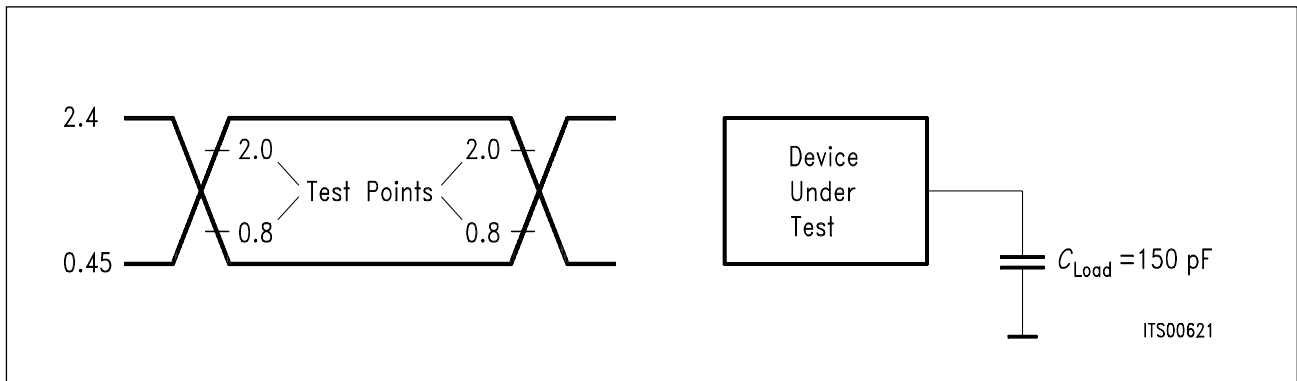 2.4
2.0
2.0
Test Points
0.8
0.8
0.45
Device
Under
Test
C Load = 150 pF
ITS00621